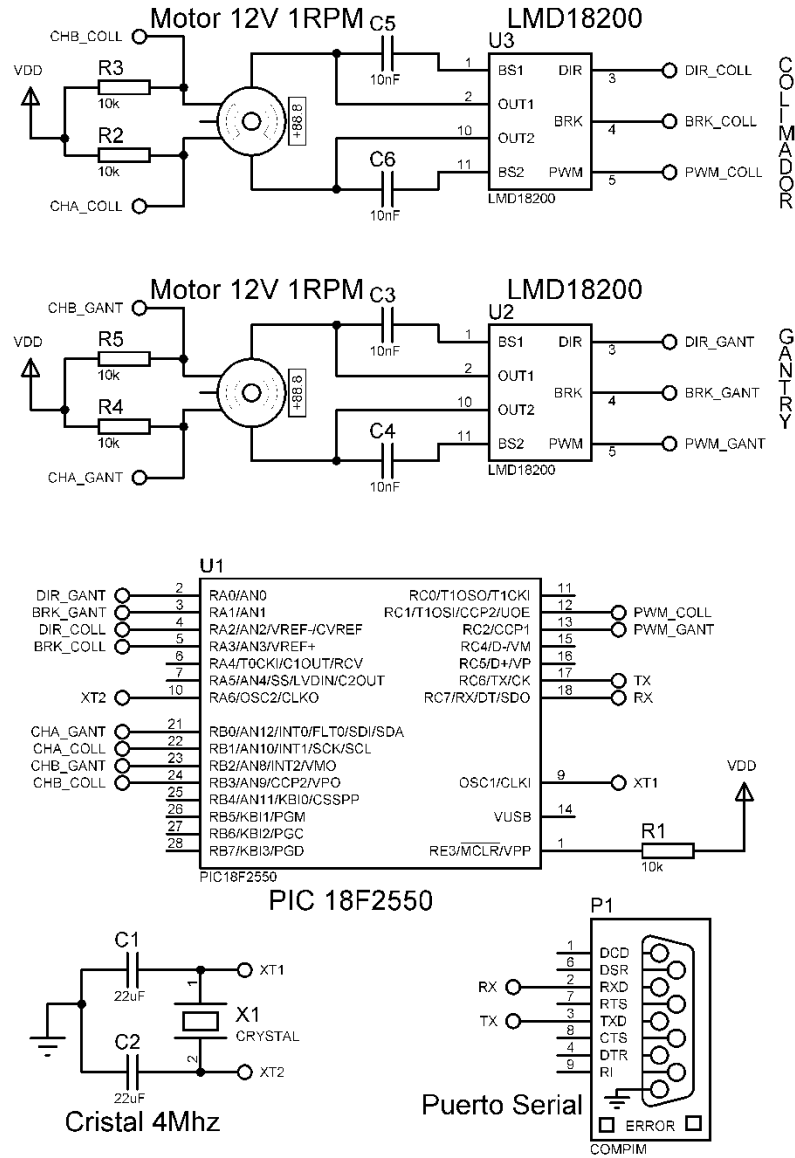 Motor 12V 1RPM
LMD18200
CHB_COLL
C5
10nF
U3
VDD
R3
10k
R2
10k
CHA_COLL
+88.8
C6
10nF
1
2
10
11
BS1
OUT1
OUT2
BS2
DIR
BRK
PWM
LMD18200
3
4
5
DIR_COLL
BRK_COLL
PWM_COLL
COLIMADOR
Motor 12V 1RPM
LMD18200
CHB_GANT
C3
10nF
U2
VDD
R5
10k
R4
10k
CHA_GANT
+88.8
C4
10nF
1
2
10
11
BS1
OUT1
OUT2
BS2
DIR
BRK
PWM
LMD18200
3
4
5
DIR_GANT
BRK_GANT
PWM_GANT
GANTRY
U1
DIR_GANT 2 RA0/AN0
BRK_GANT 3 RA1/AN1
DIR_COLL 4 RA2/AN2/VREF-/CVREF
BRK_COLL 5 RA3/AN3/VREF+
6 RA4/T0CKI/C1OUT/RCV
7 RA5/AN4/SS/LVDIN/C2OUT
XT2 10 RA6/OSC2/CLKO
CHA_GANT 21 RB0/AN12/INT0/FLT0/SDI/SDA
CHA_COLL 22 RB1/AN10/INT1/SCK/SCL
CHB_GANT 23 RB2/AN8/INT2/VMO
CHB_COLL 24 RB3/AN9/CCP2/VPO
25 RB4/AN11/KBI0/CSSPP
26 RB5/KBI1/PGM
27 RB6/KBI2/PGC
28 RB7/KBI3/PGD
RC0/T1OSO/T1CKI 11
RC1/T1OSI/CCP2/UOE 12 PWM_COLL
RC2/CCP1 13 PWM_GANT
RC4/D-/VM 15
RC5/D+/VP 16
RC6/TX/CK 17 TX
RC7/RX/DT/SDO 18 RX
OSC1/CLKI 9 XT1
VUSB 14
RE3/MCLR/VPP 1
R1
10k
VDD
PIC18F2550
PIC 18F2550
C1
22uF
XT1
1
X1
CRYSTAL
2
C2
22uF
XT2
Cristal 4Mhz
P1
1 DCD
6 DSR
RX 2 RXD
7 RTS
TX 3 TXD
8 CTS
4 DTR
9 RI
ERROR
COMPIM
Puerto Serial